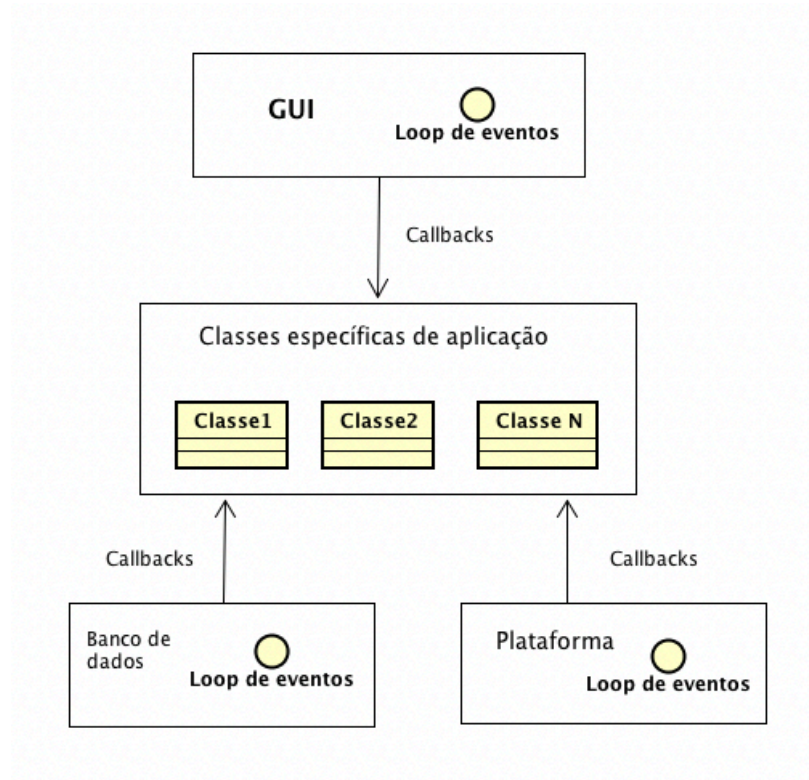 GUI
Loop de eventos
Callbacks
Classes específicas de aplicação
Classe1
Classe2
Classe N
Callbacks
Callbacks
Banco de
dados
Loop de eventos
Plataforma
Loop de eventos